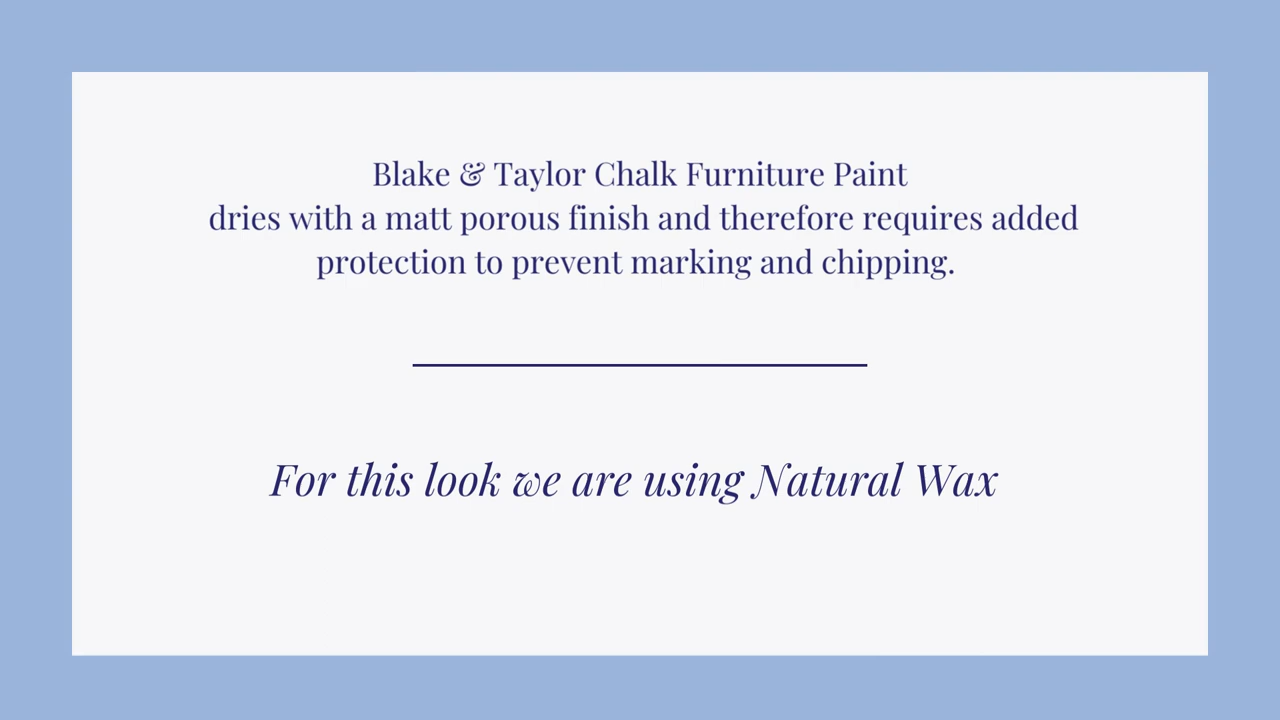 Blake & Taylor Chalk Furniture Paint
dries with a matt porous finish and therefore requires added
protection to prevent marking and chipping.
For this look we are using Natural Wax